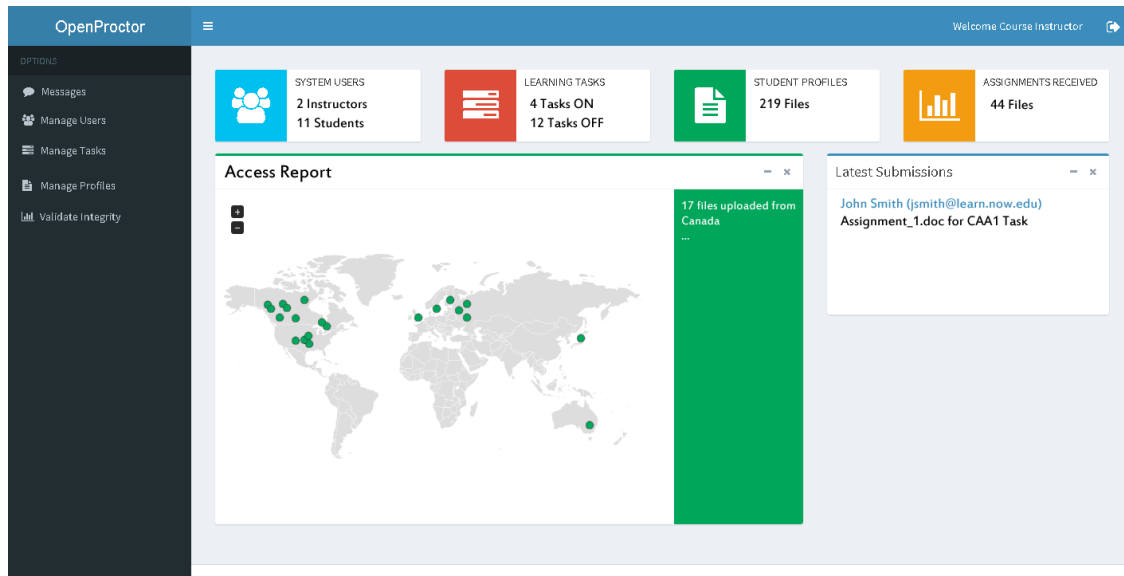 OpenProctor
Welcome Course Instructor
OPTIONS
Messages
Manage Users
Manage Tasks
Manage Profiles
Validate Integrity
SYSTEM USERS
2 Instructors
11 Students
LEARNING TASKS
4 Tasks ON
12 Tasks OFF
STUDENT PROFILES
219 Files
ASSIGNMENTS RECEIVED
44 Files
Access Report
+
−
17 files uploaded from
Canada
...
Latest Submissions
John Smith (jsmith@learn.now.edu)
Assignment_1.doc for CAA1 Task